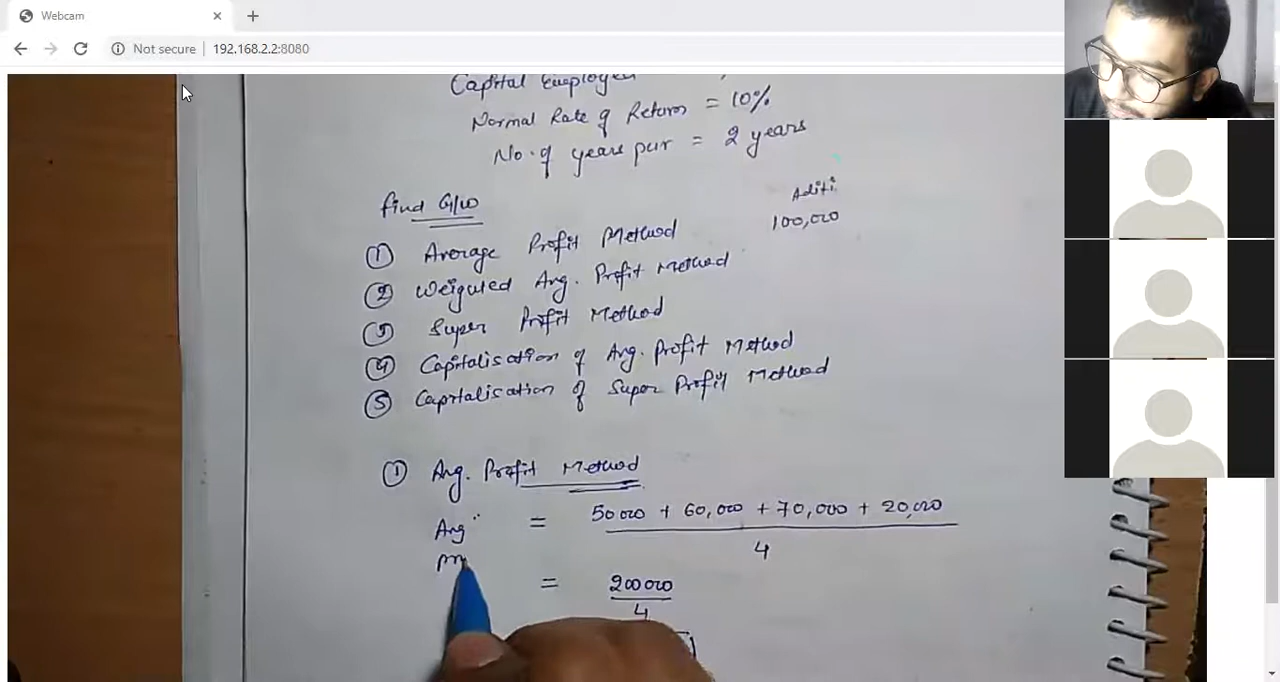 Webcam
Not secure 192.168.2.2:8080
Capital Employed
Normal Rate of Return = 10%
No. of years pur = 2 years
find G/W
Aditi
100,000
① Average Profit Method
② Weiguted Avg. Profit Method
③ Super Profit Method
④ Capitalisation of Avg. Profit Method
⑤ Capitalisation of Super Profit Method
① Avg. Profit Method
Avg = 50000 + 60,000 + 70,000 + 20,000
4
= 200000
4